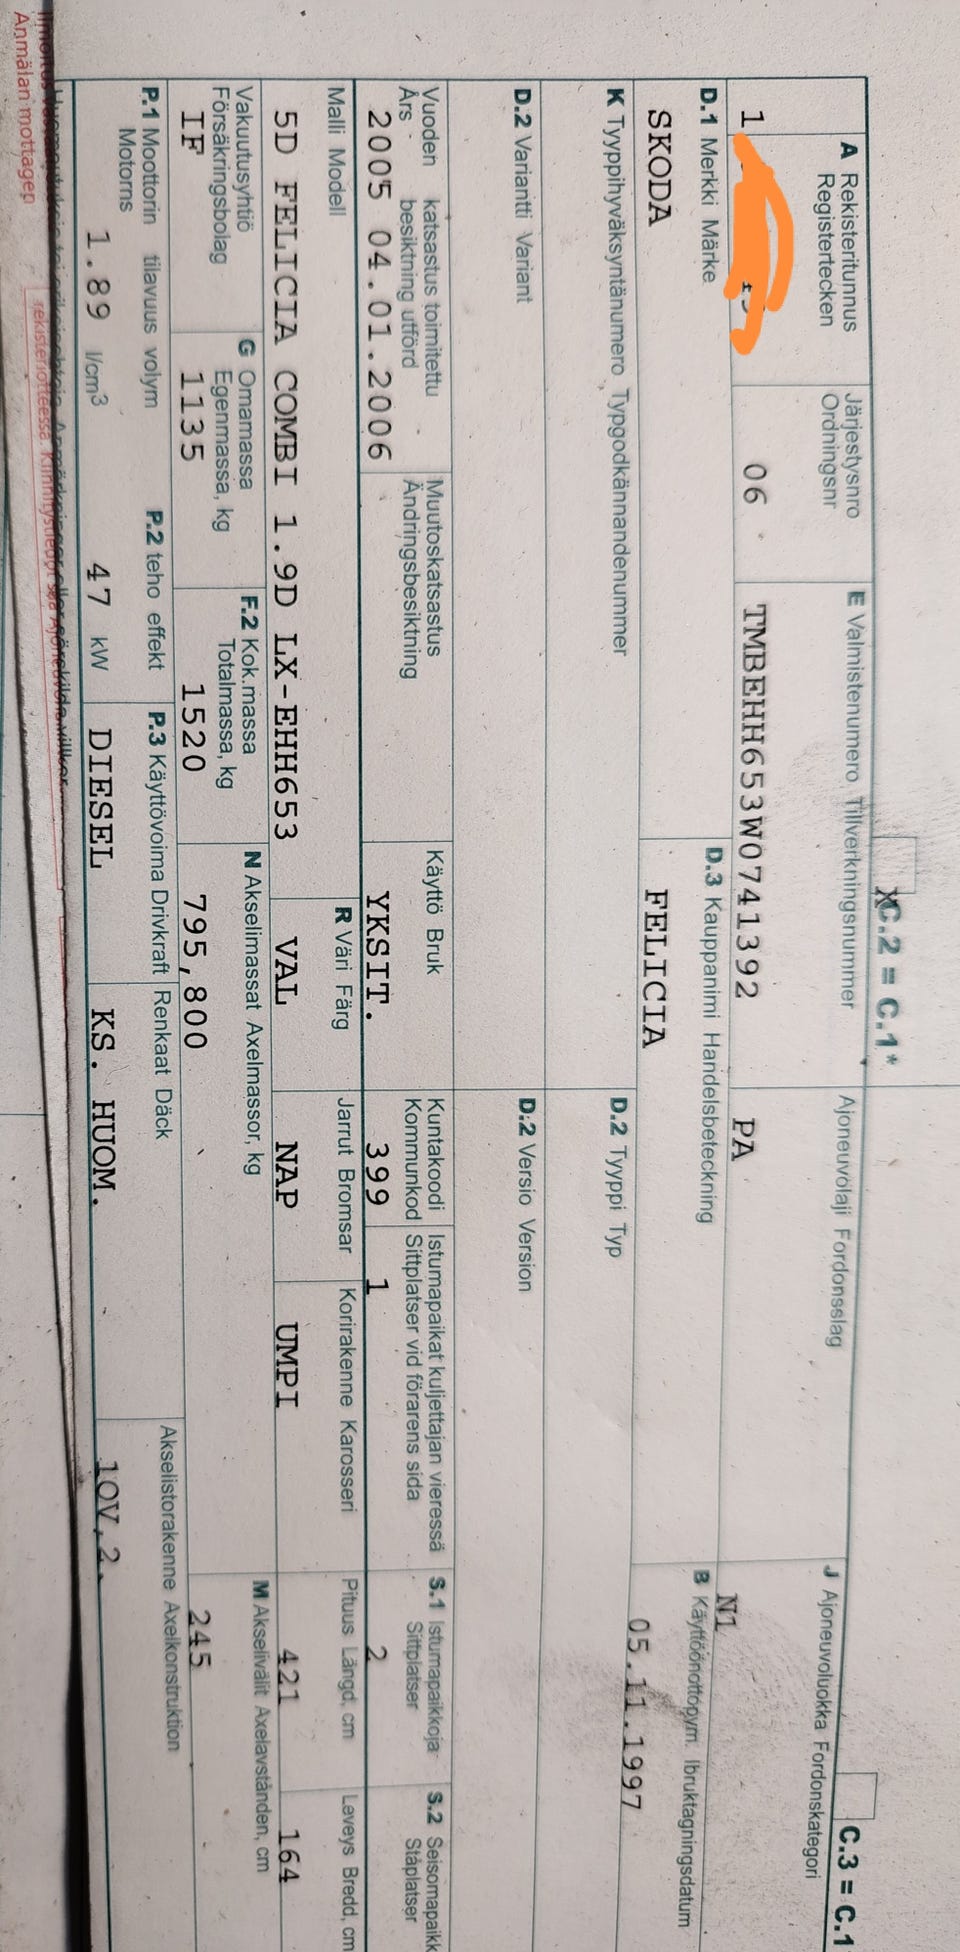 C.2 = C.1*
C.3 = C.1
A Rekisteritunnus
Registertecken
Järjestysnro
Ordningsnr
E Valmistenumero Tillverkningsnummer
Ajoneuvolaji Fordonsslag
J Ajoneuvoluokka Fordonskategori
1
06
TMBEHH653W0741392
PA
N1
D.1 Merkki Märke
D.3 Kauppanimi Handelsbeteckning
B Käyttöönottopvm. Ibruktagningsdatum
SKODA
FELICIA
05.11.1997
K Tyyppihyväksyntänumero Typgodkännandenummer
D.2 Tyyppi Typ
D.2 Variantti Variant
D.2 Versio Version
Vuoden katsastus toimitettu
Års - besiktning utförd
Muutoskatsastus
Ändringsbesiktning
Käyttö Bruk
Kuntakoodi
Kommunkod
Istumapaikat kuljettajan vieressä
Sittplatser vid förarens sida
S.1 Istumapaikkoja
Sittplatser
S.2 Seisomapaikk
Ståplatser
2005 04.01.2006
YKSIT.
399
1
2
Malli Modell
R Väri Färg
Jarrut Bromsar
Korirakenne Karosseri
Pituus Längd, cm
Leveys Bredd, cm
5D FELICIA COMBI 1.9D LX-EHH653
VAL
NAP
UMPI
421
164
Vakuutusyhtiö
Försäkringsbolag
G Omamassa
Egenmassa, kg
F.2 Kok.massa
Totalmassa, kg
N Akselimassat Axelmassor, kg
M Akselivälit Axelavstånden, cm
IF
1135
1520
795,800
245
P.1 Moottorin tilavuus volym
Motorns
P.2 teho effekt
P.3 Käyttövoima Drivkraft
Renkaat Däck
Akselistorakenne Axelkonstruktion
1.89 l/cm3
47 kW
DIESEL
KS. HUOM.
1OV,2.
rekisteriotteessa.
Anmälan mottagen